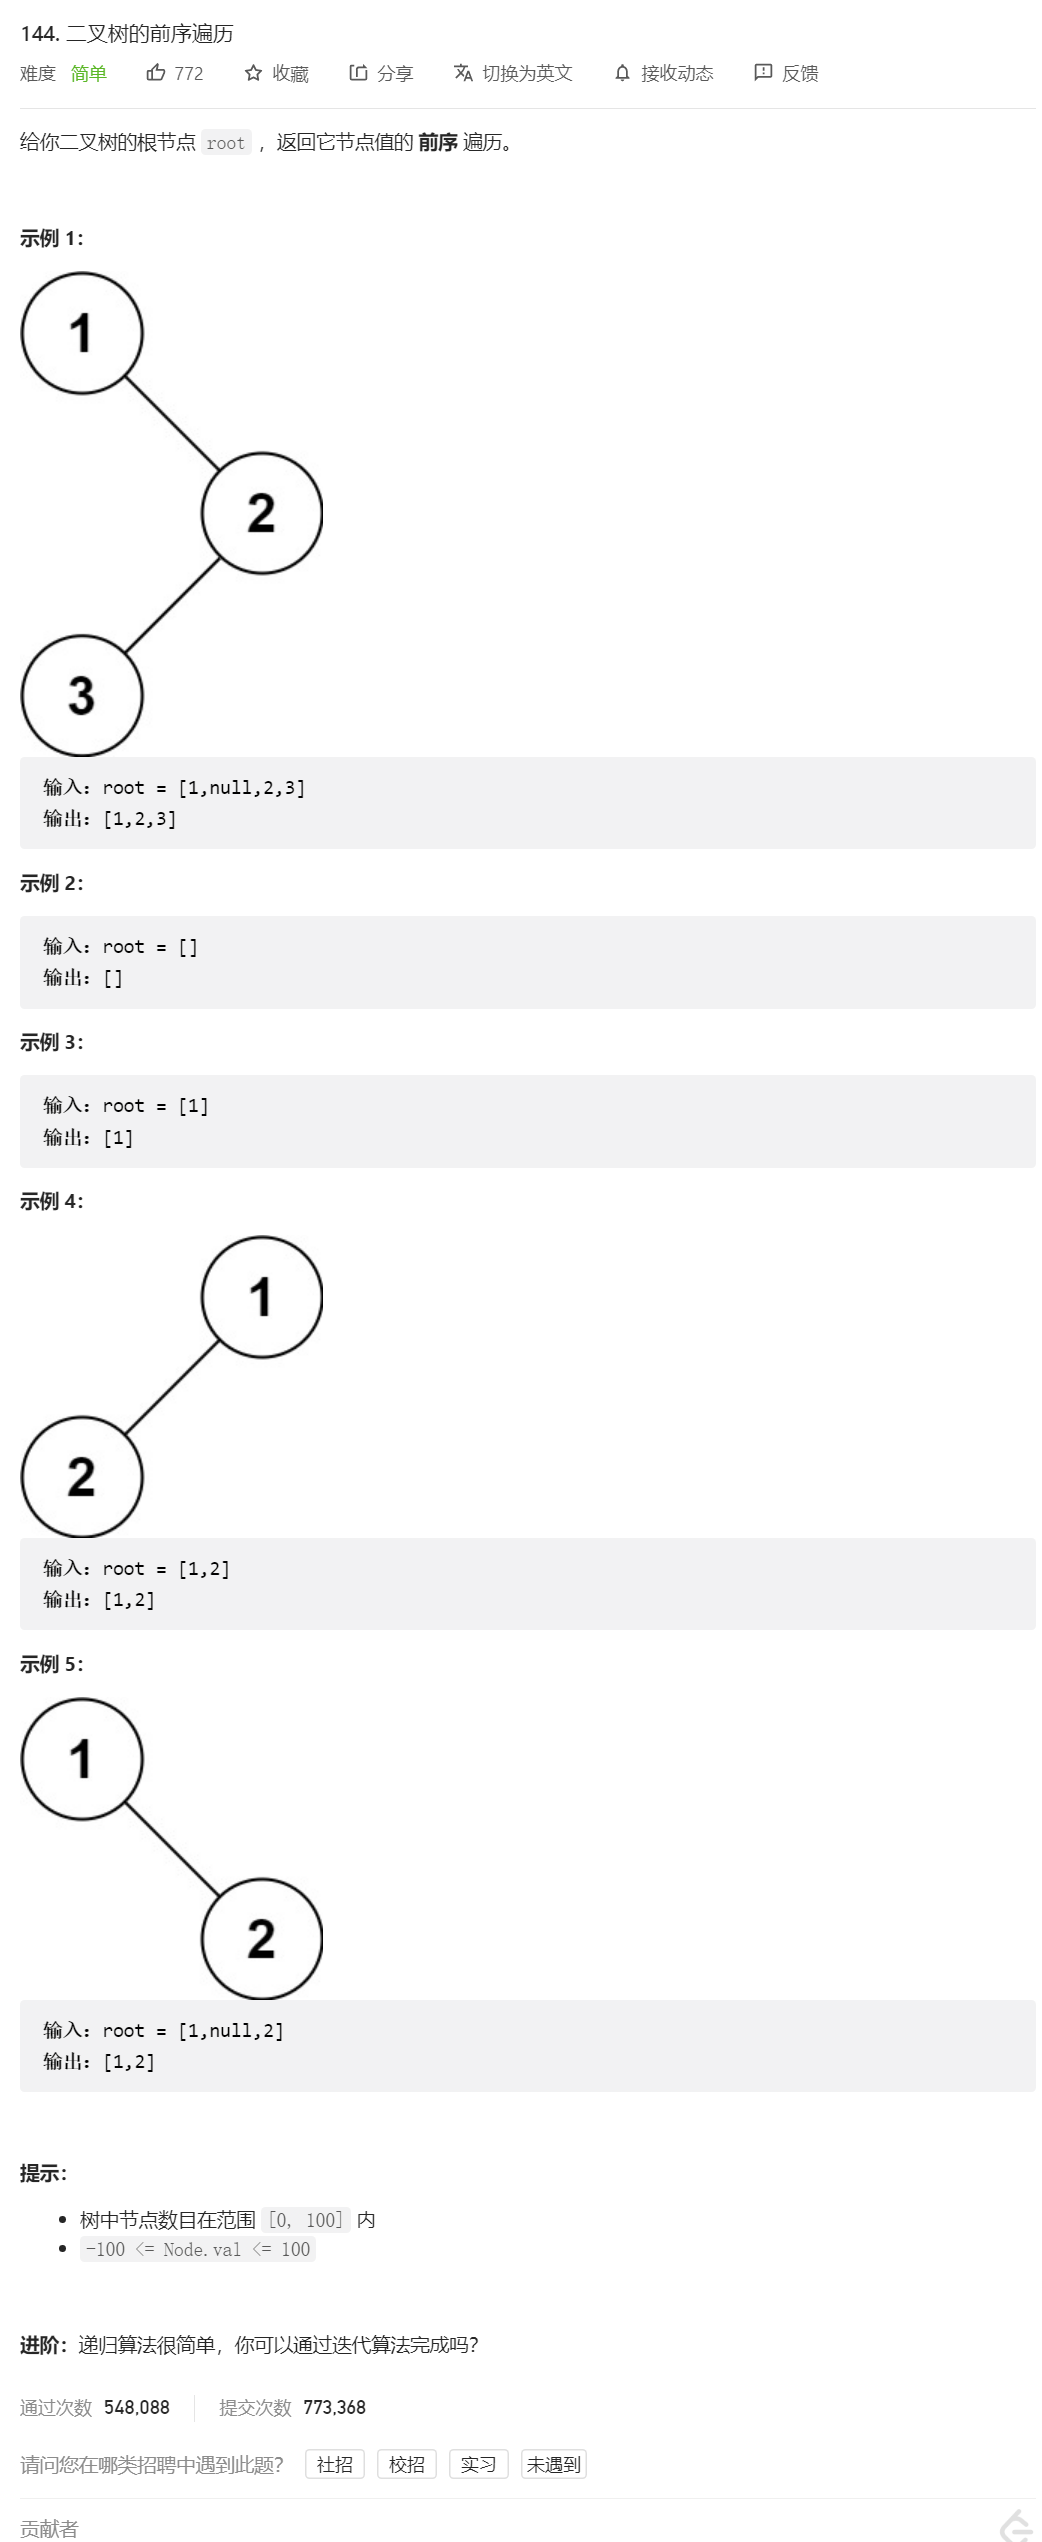 144. 二叉树的前序遍历
难度 简单 772 收藏 分享 切换为英文 接收动态 反馈
给你二叉树的根节点 root ，返回它节点值的 前序 遍历。
示例 1：
1
2
3
输入：root = [1,null,2,3]
输出：[1,2,3]
示例 2：
输入：root = []
输出：[]
示例 3：
输入：root = [1]
输出：[1]
示例 4：
1
2
输入：root = [1,2]
输出：[1,2]
示例 5：
1
2
输入：root = [1,null,2]
输出：[1,2]
提示：
树中节点数目在范围 [0, 100] 内
-100 <= Node.val <= 100
进阶：递归算法很简单，你可以通过迭代算法完成吗？
通过次数 548,088 提交次数 773,368
请问您在哪类招聘中遇到此题？ 社招 校招 实习 未遇到
贡献者